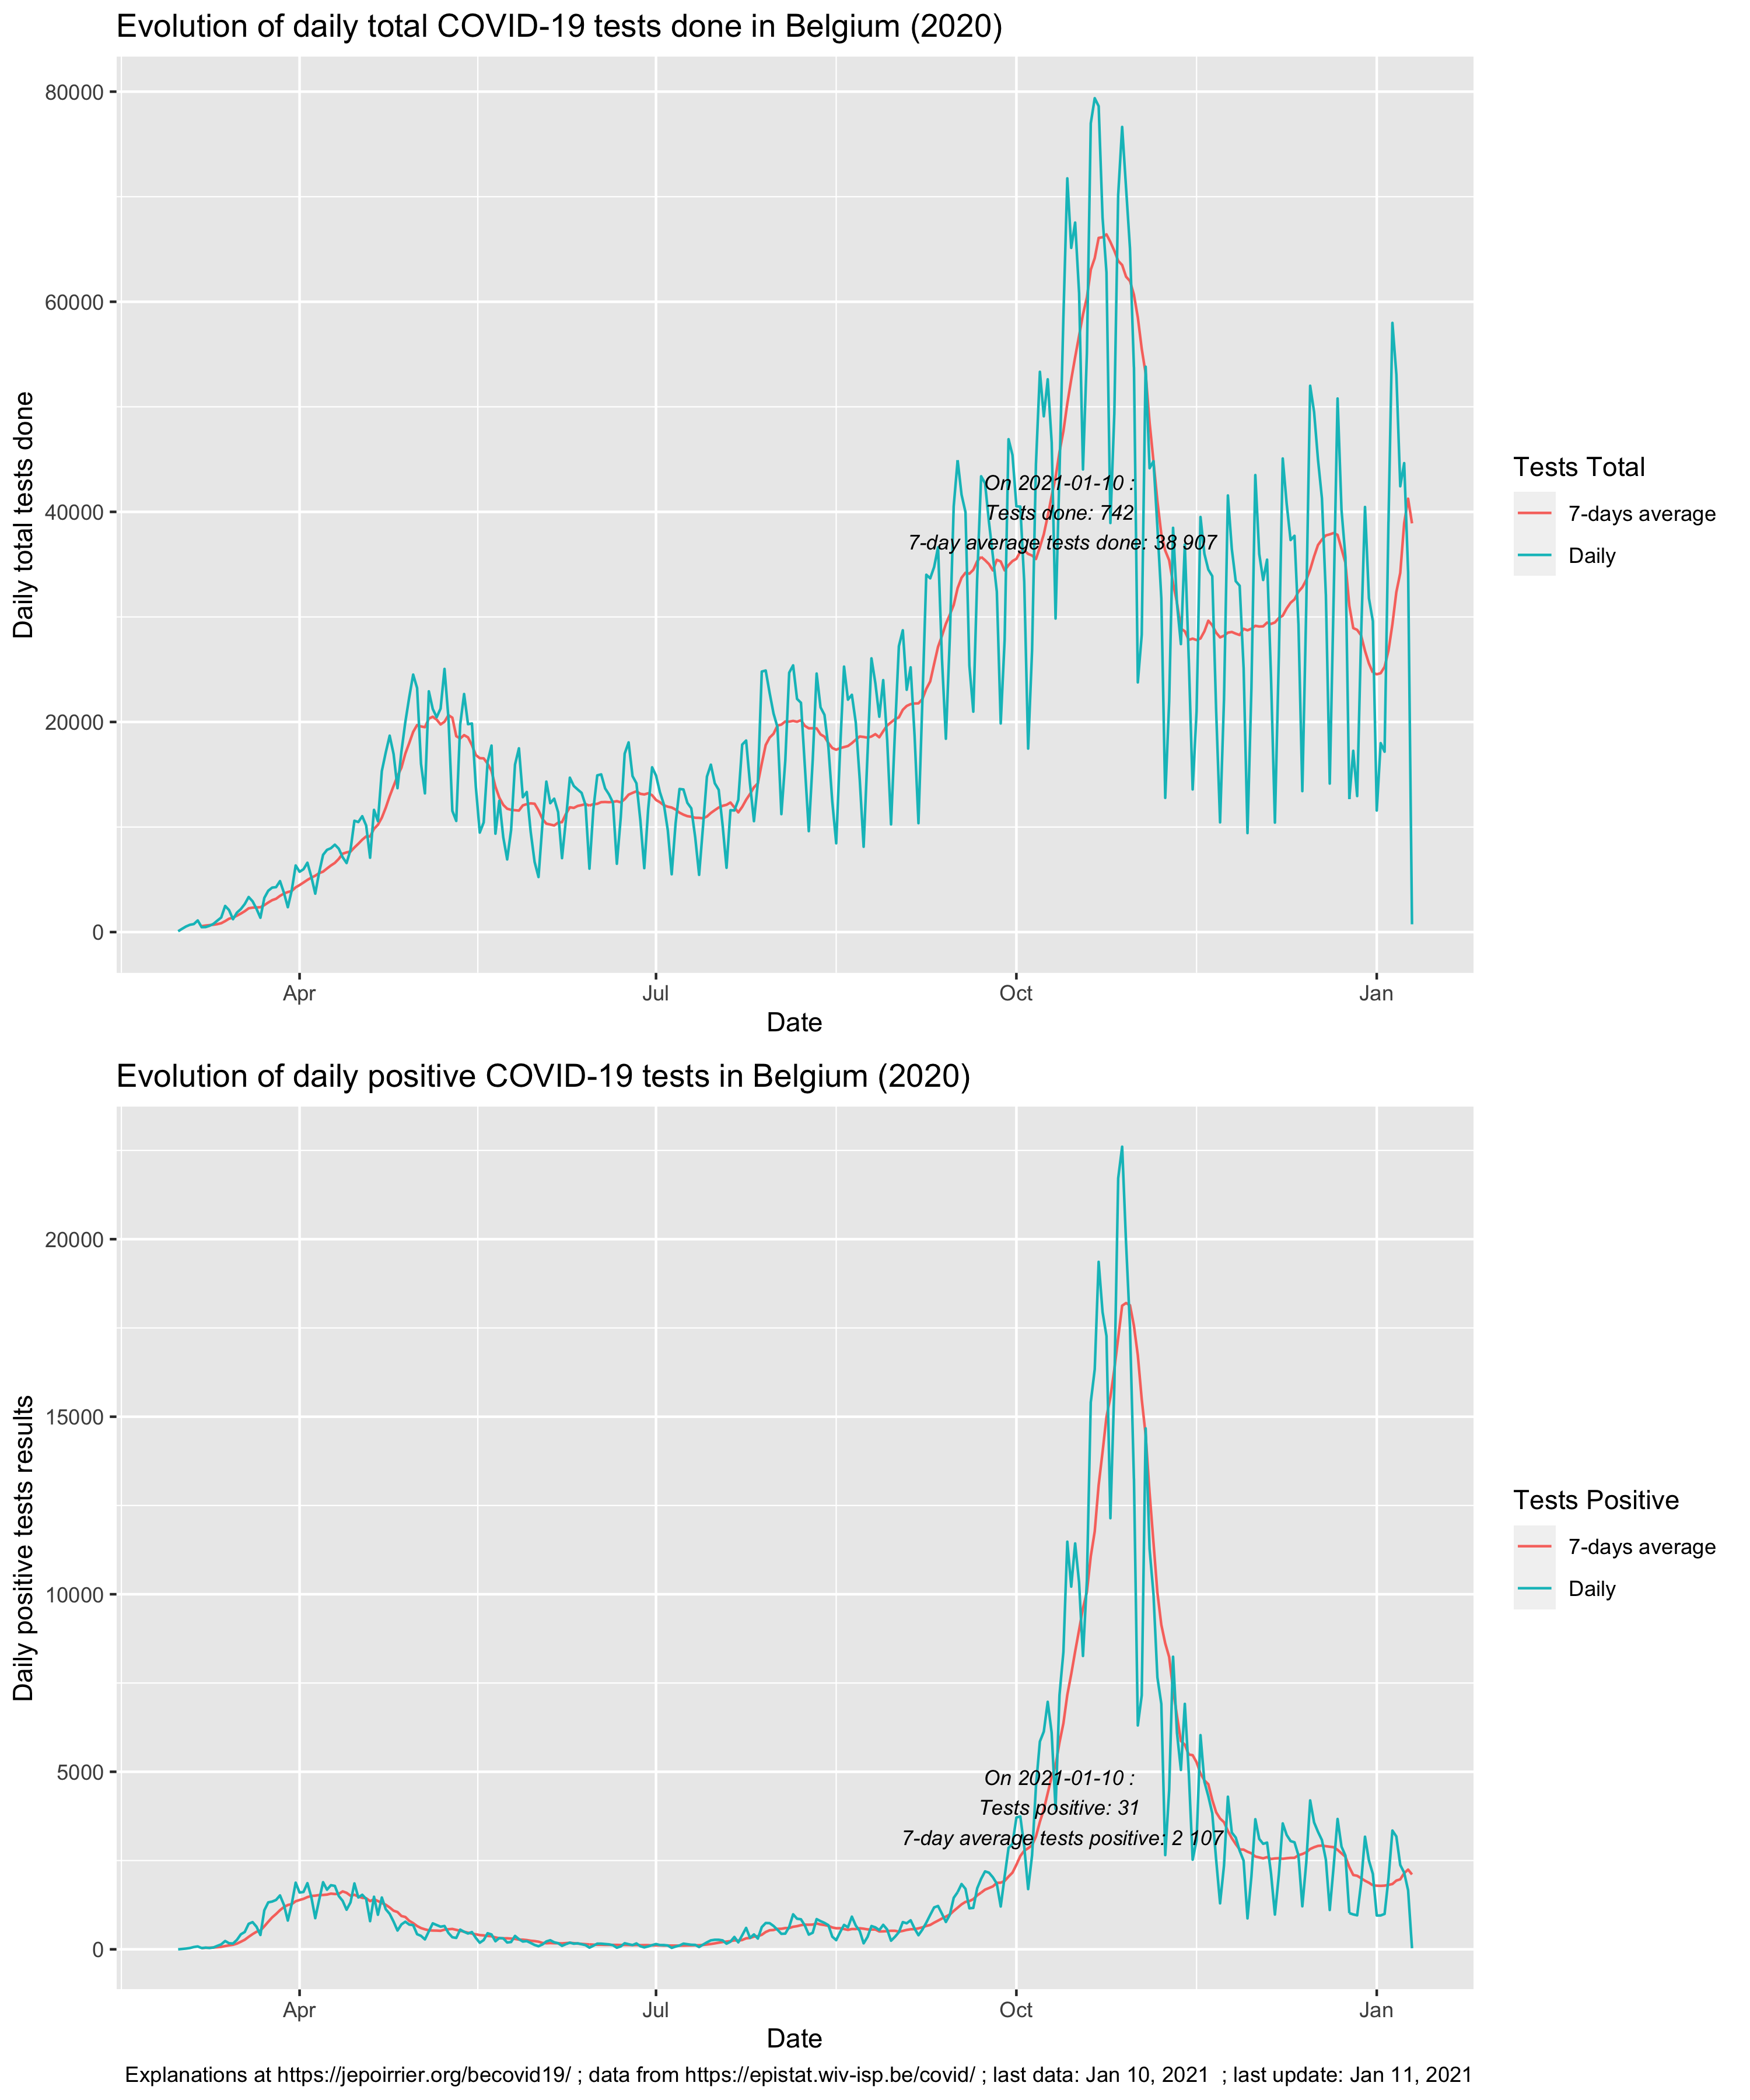 Evolution of daily total COVID-19 tests done in Belgium (2020)
Daily total tests done
80000
60000
40000
20000
0
On 2021-01-10 :
Tests done: 742
7-day average tests done: 38 907
Apr
Jul
Oct
Jan
Date
Tests Total
7-days average
Daily
Evolution of daily positive COVID-19 tests in Belgium (2020)
Daily positive tests results
20000
15000
10000
5000
0
On 2021-01-10 :
Tests positive: 31
7-day average tests positive: 2 107
Apr
Jul
Oct
Jan
Date
Tests Positive
7-days average
Daily
Explanations at https://jepoirrier.org/becovid19/ ; data from https://epistat.wiv-isp.be/covid/ ; last data: Jan 10, 2021  ; last update: Jan 11, 2021